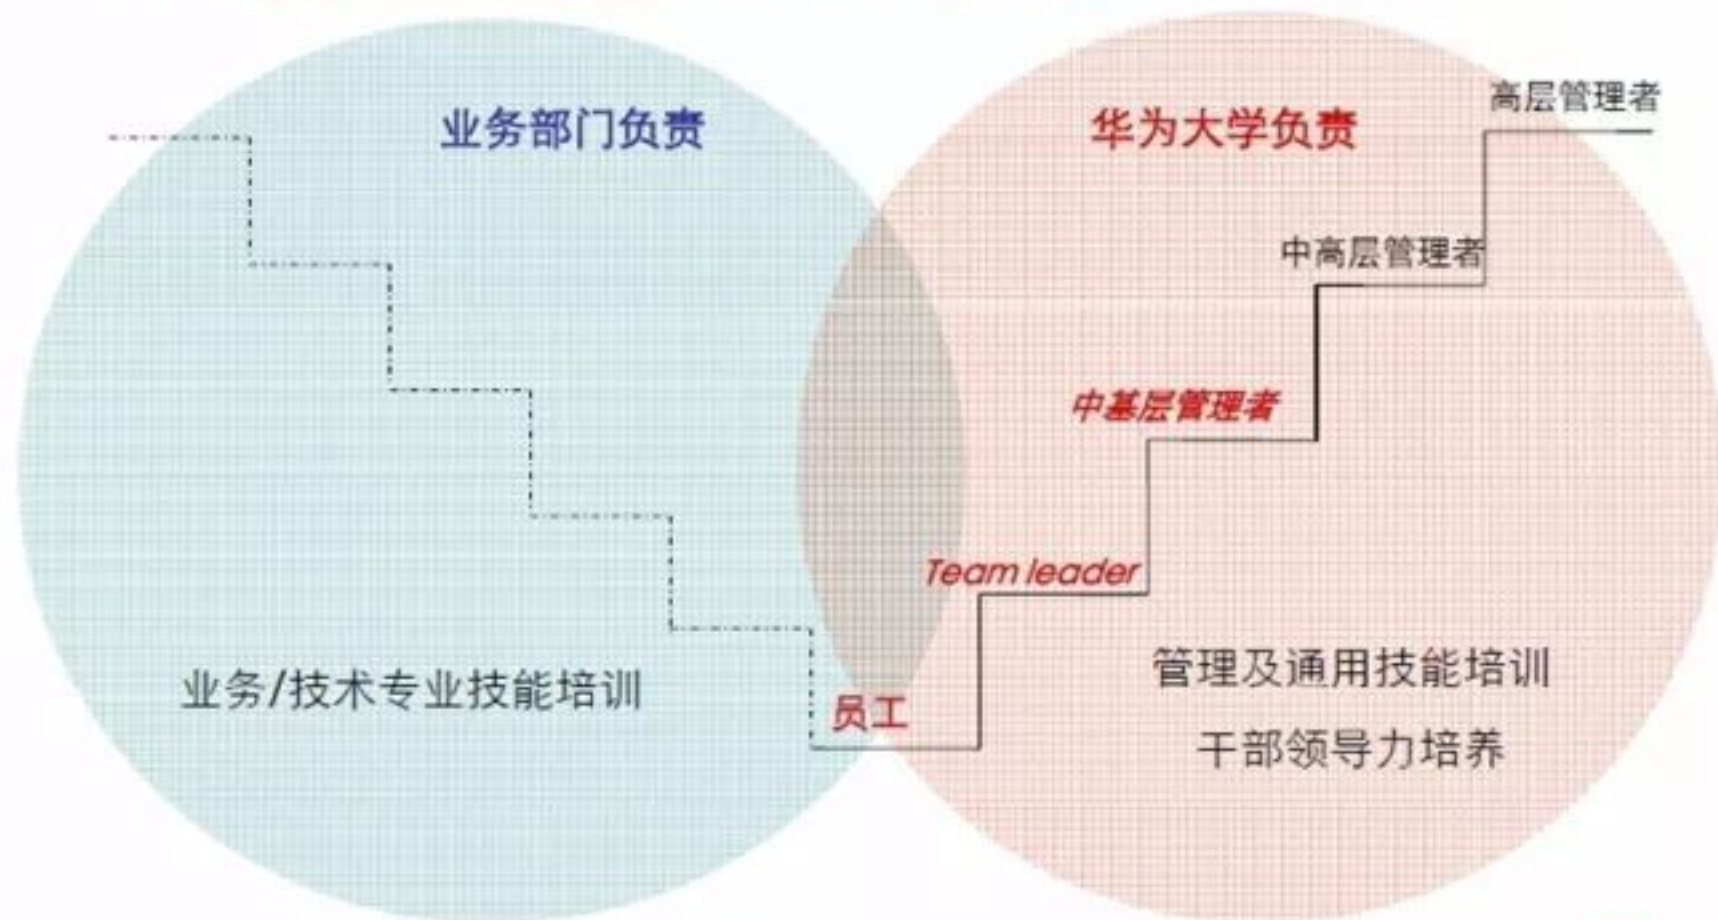 高层管理者
业务部门负责
华为大学负责
中高层管理者
中基层管理者
Team leader
业务/技术专业技能培训
员工
管理及通用技能培训
干部领导力培养